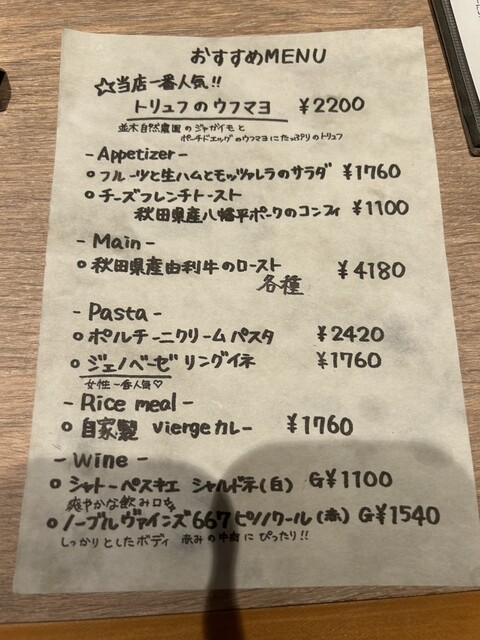 おすすめMENU
☆当店一番人気!!
トリュフのウフマヨ ¥2200
並木自然農園のジャガイモと
ポーチドエッグのウフマヨにたっぷりのトリュフ
- Appetizer -
○ フルーツと生ハムとモッツァレラのサラダ ¥1760
○ チーズフレンチトースト
秋田県産八幡平ポークのコンフィ ¥1100
- Main -
○ 秋田県産由利牛のロースト ¥4180
各種
- Pasta -
○ ポルチーニクリームパスタ ¥2420
○ ジェノベーゼリングイネ ¥1760
女性一番人気♡
- Rice meal -
○ 自家製 viergeカレー ¥1760
- Wine -
○ シャトーペスキエ シャルドネ(白) G¥1100
爽やかな飲み口を
○ ノーブルヴァインズ667ピノノワール(赤) G¥1540
しっかりとしたボディ 赤みの中肉にぴったり!!